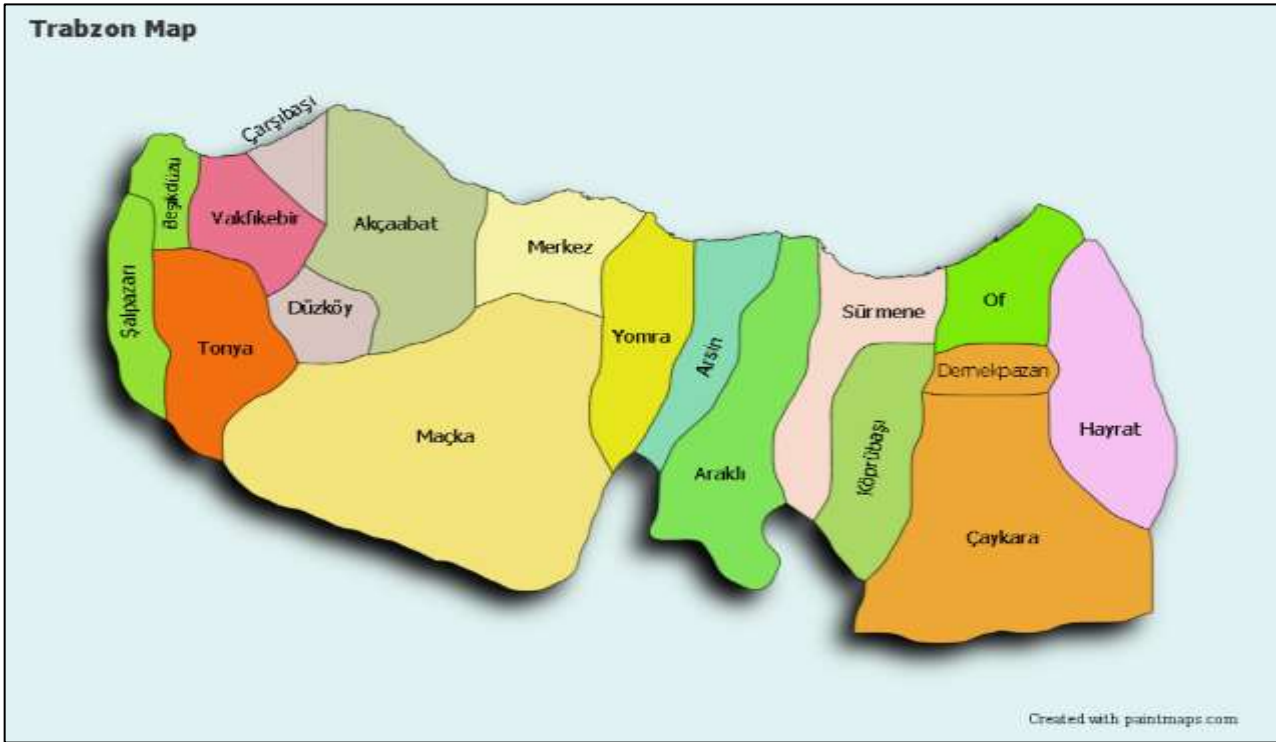 Trabzon Map
Çarşıbaşı
Beşikdüzü
Vakfıkebir
Akçaabat
Merkez
Şalpazarı
Düzköy
Tonya
Yomra
Arsin
Sürmene
Of
Dernekpazarı
Maçka
Araklı
Köprübaşı
Hayrat
Çaykara
Created with paintmaps.com